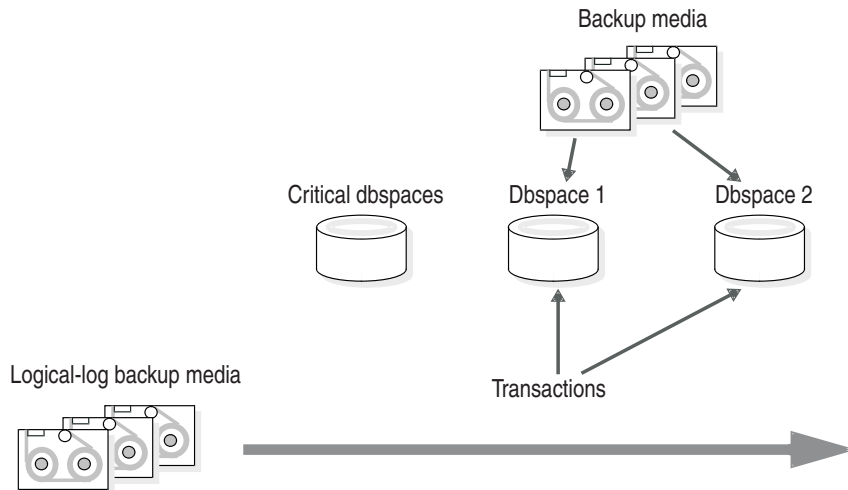 Backup media
Critical dbspaces
Dbspace 1
Dbspace 2
Logical-log backup media
Transactions